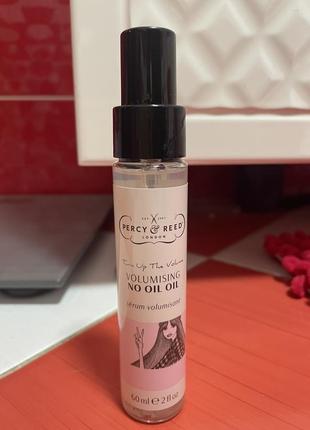 EST 2007
PERCY & REED
LONDON
Turn Up The Volume
VOLUMISING
NO OIL OIL
sérum volumisant
60 ml ℮ 2 fl oz